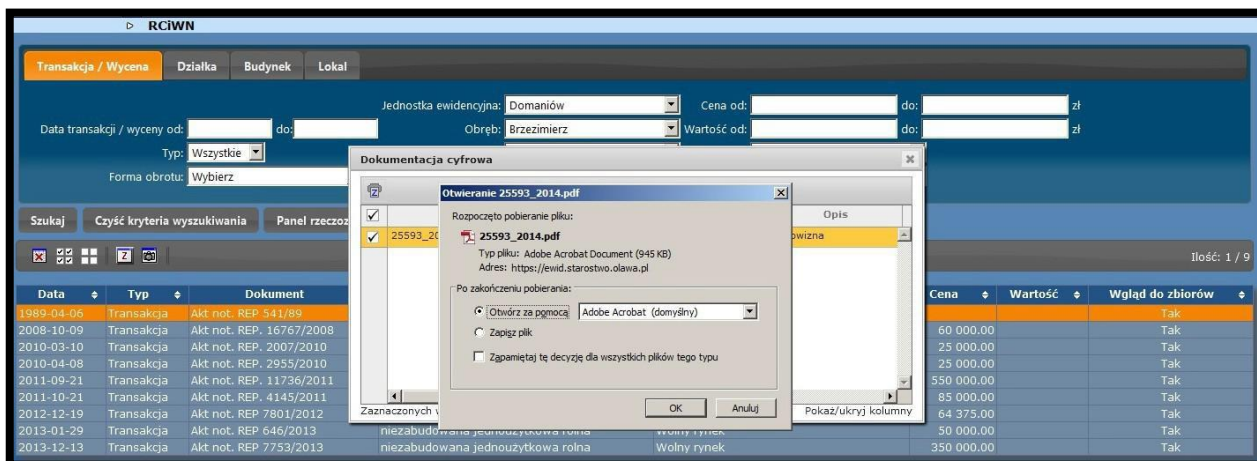 RCiWN
Transakcja / Wycena Działka Budynek Lokal
Jednostka ewidencyjna: Domaniów Cena od: do: zł
Data transakcji / wyceny od: do: Obręb: Brzezimierz Wartość od: do: zł
Typ: Wszystkie
Forma obrotu: Wybierz
Szukaj Czyść kryteria wyszukiwania Panel rzeczoz
Ilość: 1 / 9
Data Typ Dokument Cena Wartość Wgląd do zbiorów
1989-04-06 Transakcja Akt not. REP 541/89 Tak
2008-10-09 Transakcja Akt not. REP. 16767/2008 60 000.00 Tak
2010-03-10 Transakcja Akt not. REP. 2007/2010 25 000.00 Tak
2010-04-08 Transakcja Akt not. REP. 2955/2010 25 000.00 Tak
2011-09-21 Transakcja Akt not. REP. 11736/2011 550 000.00 Tak
2011-10-21 Transakcja Akt not. REP. 4145/2011 85 000.00 Tak
2012-12-19 Transakcja Akt not. REP 7801/2012 64 375.00 Tak
2013-01-29 Transakcja Akt not. REP 646/2013 niezabudowana jednoużytkowa rolna Wolny rynek 50 000.00 Tak
2013-12-13 Transakcja Akt not. REP 7753/2013 niezabudowana jednoużytkowa rolna Wolny rynek 350 000.00 Tak
Dokumentacja cyfrowa
Opis
25593_20 owizna
Zaznaczonych Pokaż/ukryj kolumny
Otwieranie 25593_2014.pdf
Rozpoczęto pobieranie pliku:
25593_2014.pdf
Typ pliku: Adobe Acrobat Document (945 KB)
Adres: https://ewid.starostwo.olawa.pl
Po zakończeniu pobierania:
Otwórz za pomocą Adobe Acrobat (domyślny)
Zapisz plik
Zapamiętaj tę decyzję dla wszystkich plików tego typu
OK Anuluj